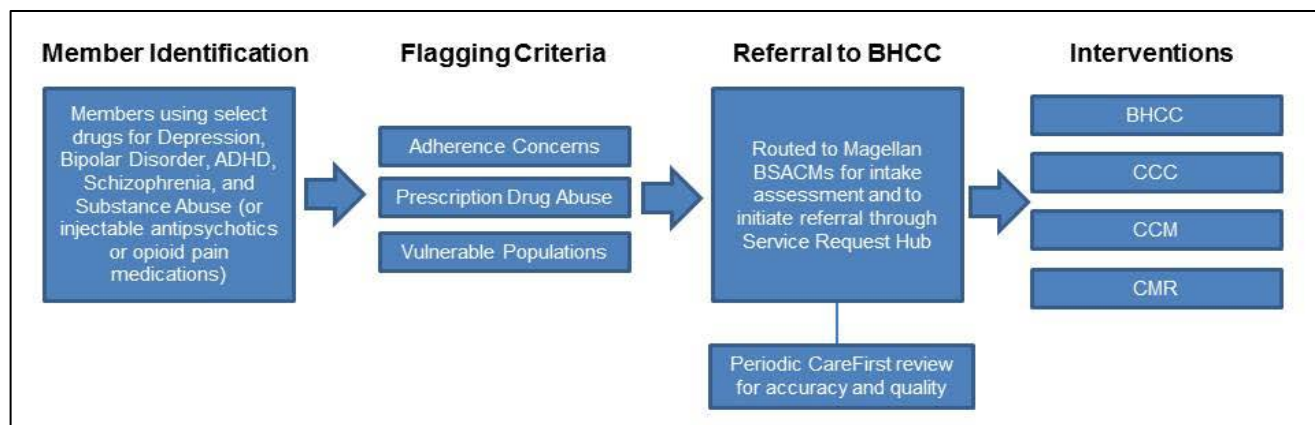 Member Identification
Members using select
drugs for Depression,
Bipolar Disorder, ADHD,
Schizophrenia, and
Substance Abuse (or
injectable antipsychotics
or opioid pain
medications)
Flagging Criteria
Adherence Concerns
Prescription Drug Abuse
Vulnerable Populations
Referral to BHCC
Routed to Magellan
BSACMs for intake
assessment and to
initiate referral through
Service Request Hub
Periodic CareFirst review
for accuracy and quality
Interventions
BHCC
CCC
CCM
CMR